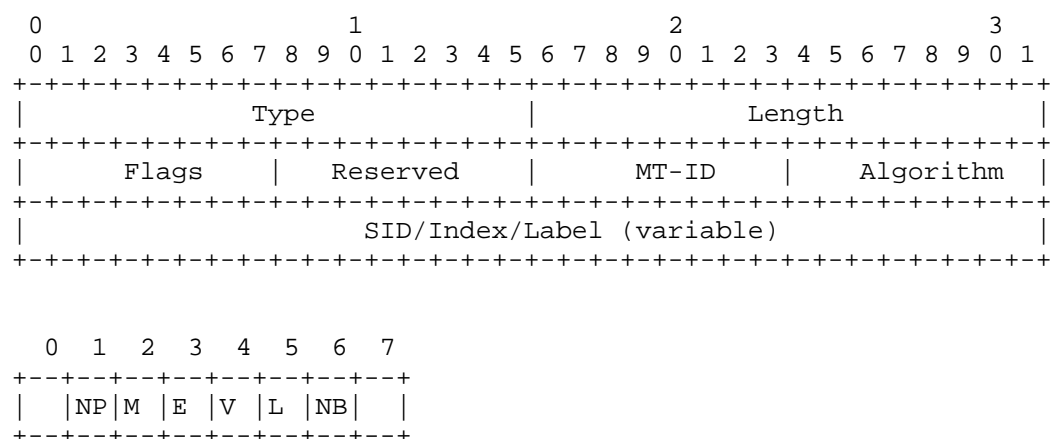 0                   1                   2                   3
 0 1 2 3 4 5 6 7 8 9 0 1 2 3 4 5 6 7 8 9 0 1 2 3 4 5 6 7 8 9 0 1
+-+-+-+-+-+-+-+-+-+-+-+-+-+-+-+-+-+-+-+-+-+-+-+-+-+-+-+-+-+-+-+-+
|              Type             |             Length            |
+-+-+-+-+-+-+-+-+-+-+-+-+-+-+-+-+-+-+-+-+-+-+-+-+-+-+-+-+-+-+-+-+
|      Flags    |   Reserved    |      MT-ID    |    Algorithm  |
+-+-+-+-+-+-+-+-+-+-+-+-+-+-+-+-+-+-+-+-+-+-+-+-+-+-+-+-+-+-+-+-+
|                     SID/Index/Label (variable)                |
+-+-+-+-+-+-+-+-+-+-+-+-+-+-+-+-+-+-+-+-+-+-+-+-+-+-+-+-+-+-+-+-+
  0  1  2  3  4  5  6  7
+--+--+--+--+--+--+--+--+
|  |NP|M |E |V |L |NB|  |
+--+--+--+--+--+--+--+--+